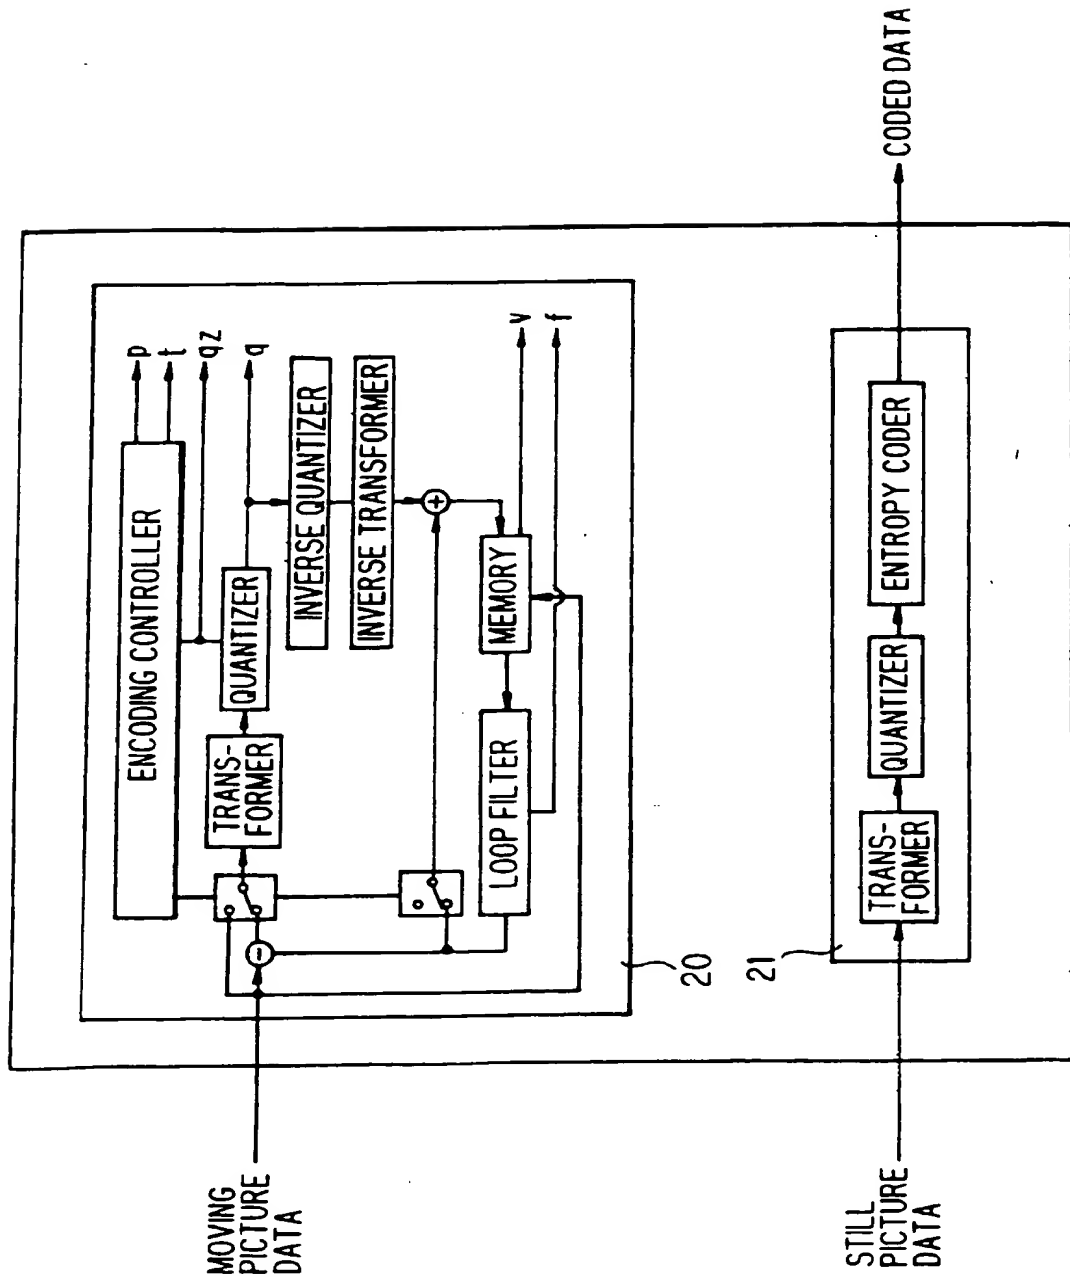 MOVING
PICTURE
DATA
ENCODING CONTROLLER
p
t
qz
q
TRANS-
FORMER
QUANTIZER
INVERSE QUANTIZER
INVERSE TRANSFORMER
LOOP FILTER
MEMORY
v
f
20
21
STILL
PICTURE
DATA
TRANS-
FORMER
QUANTIZER
ENTROPY CODER
CODED DATA